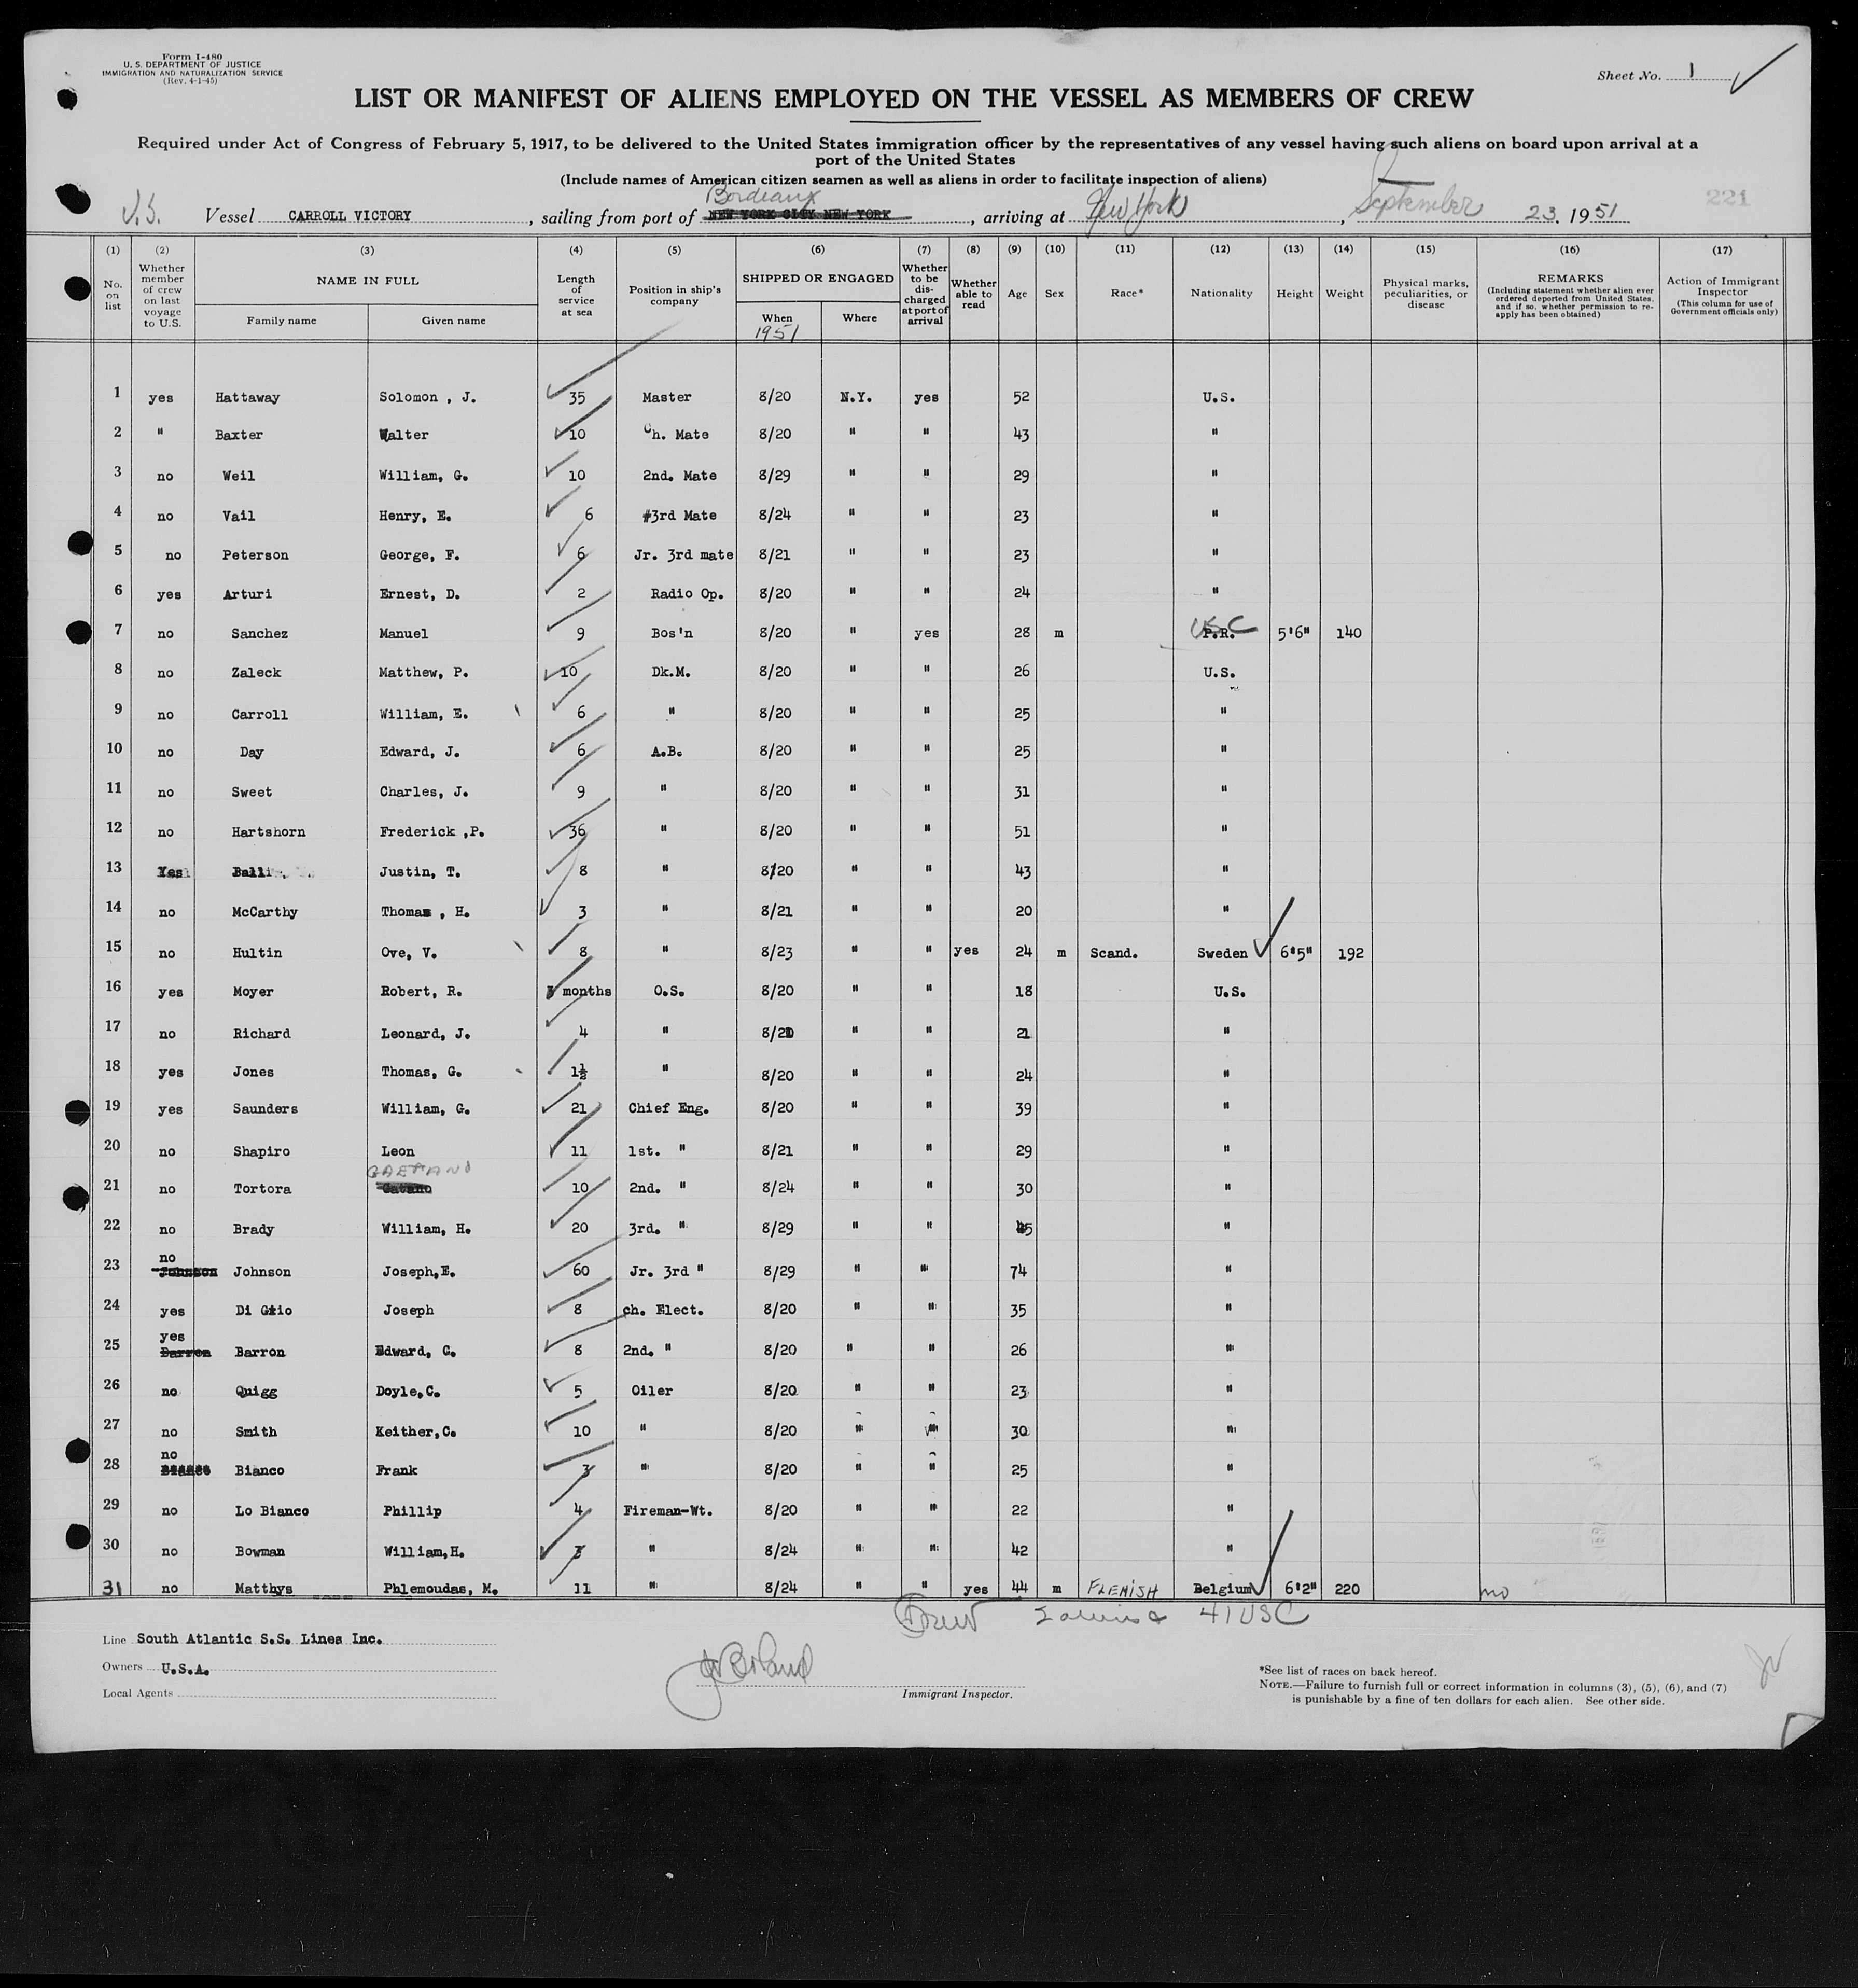 Form I-480
U. S. DEPARTMENT OF JUSTICE
IMMIGRATION AND NATURALIZATION SERVICE
(Rev. 4-1-45)
Sheet No. 1
LIST OR MANIFEST OF ALIENS EMPLOYED ON THE VESSEL AS MEMBERS OF CREW
Required under Act of Congress of February 5, 1917, to be delivered to the United States immigration officer by the representatives of any vessel having such aliens on board upon arrival at a
port of the United States
(Include names of American citizen seamen as well as aliens in order to facilitate inspection of aliens)
Bordeaux
Vessel CARROLL VICTORY, sailing from port of NEW YORK CITY NEW YORK, arriving at New York, September 23, 1951
221
(1) (2) (3) (4) (5) (6) (7) (8) (9) (10) (11) (12) (13) (14) (15) (16) (17)
No. on list
Whether member of crew on last voyage to U.S.
NAME IN FULL
Family name Given name
Length of service at sea
Position in ship's company
SHIPPED OR ENGAGED
When Where
1951
Whether to be discharged at port of arrival
Whether able to read
Age
Sex
Race*
Nationality
Height
Weight
Physical marks, peculiarities, or disease
REMARKS
(Including statement whether alien ever ordered deported from United States, and if so, whether permission to re-apply has been obtained)
Action of Immigrant Inspector
(This column for use of Government officials only)
1 yes Hattaway Solomon , J. 35 Master 8/20 N.Y. yes 52 U.S.
2 " Baxter Walter 10 Ch. Mate 8/20 " " 43 "
3 no Weil William, G. 10 2nd. Mate 8/29 " " 29 "
4 no Vail Henry, E. 6 #3rd Mate 8/24 " " 23 "
5 no Peterson George, F. 6 Jr. 3rd mate 8/21 " " 23 "
6 yes Arturi Ernest, D. 2 Radio Op. 8/20 " " 24 "
7 no Sanchez Manuel 9 Bos'n 8/20 " yes 28 m P.R. USC 5'6" 140
8 no Zaleck Matthew, P. 10 Dk.M. 8/20 " " 26 U.S.
9 no Carroll William, E. 6 " 8/20 " " 25 "
10 no Day Edward, J. 6 A.B. 8/20 " " 25 "
11 no Sweet Charles, J. 9 " 8/20 " " 31 "
12 no Hartshorn Frederick ,P. 36 " 8/20 " " 51 "
13 Yes Justin, T. 8 " 8/20 " " 43 "
14 no McCarthy Thomas , H. 3 " 8/21 " " 20 "
15 no Hultin Ove, V. 8 " 8/23 " " yes 24 m Scand. Sweden 6'5" 192
16 yes Moyer Robert, R. months O.S. 8/20 " " 18 U.S.
17 no Richard Leonard, J. 4 " " " 21 "
18 yes Jones Thomas, G. 1½ " 8/20 " " 24 "
19 yes Saunders William, G. 21 Chief Eng. 8/20 " " 39 "
20 no Shapiro Leon 11 1st. " 8/21 " " 29 "
GAETANO
21 no Tortora Gatano 10 2nd. " 8/24 " " 30 "
22 no Brady William, H. 20 3rd. " 8/29 " " 45 "
no
23 Johnson Johnson Joseph,E. 60 Jr. 3rd " 8/29 " " 74 "
24 yes Di Joseph 8 ch. Elect. 8/20 " " 35 "
yes
25 Barron Barron Edward, C. 8 2nd. " 8/20 " " 26 "
26 no Quigg Doyle,C. 5 Oiler 8/20 " " 23 "
27 no Smith Keither,C. 10 " 8/20 " " 30 "
no
28 Bianco Bianco Frank 3 " 8/20 " " 25 "
29 no Lo Bianco Phillip 4 Fireman-Wt. 8/20 " " 22 "
30 no Bowman William,H. 3 " 8/24 " " 42 "
31 no Matthys Phlemoudas, M. 11 " 8/24 " " yes 44 m FLEMISH Belgium 6'2" 220 no
41 USC
Line South Atlantic S.S. Lines Inc.
Owners U.S.A.
Local Agents
Immigrant Inspector.
*See list of races on back hereof.
NOTE.—Failure to furnish full or correct information in columns (3), (5), (6), and (7)
is punishable by a fine of ten dollars for each alien. See other side.